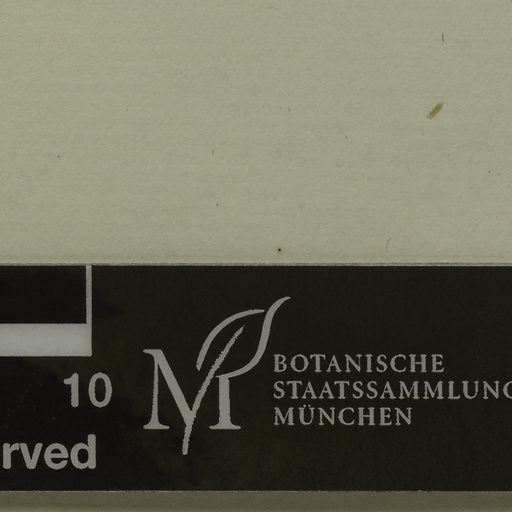 10
rved
BOTANISCHE
STAATSSAMMLUNG
MÜNCHEN